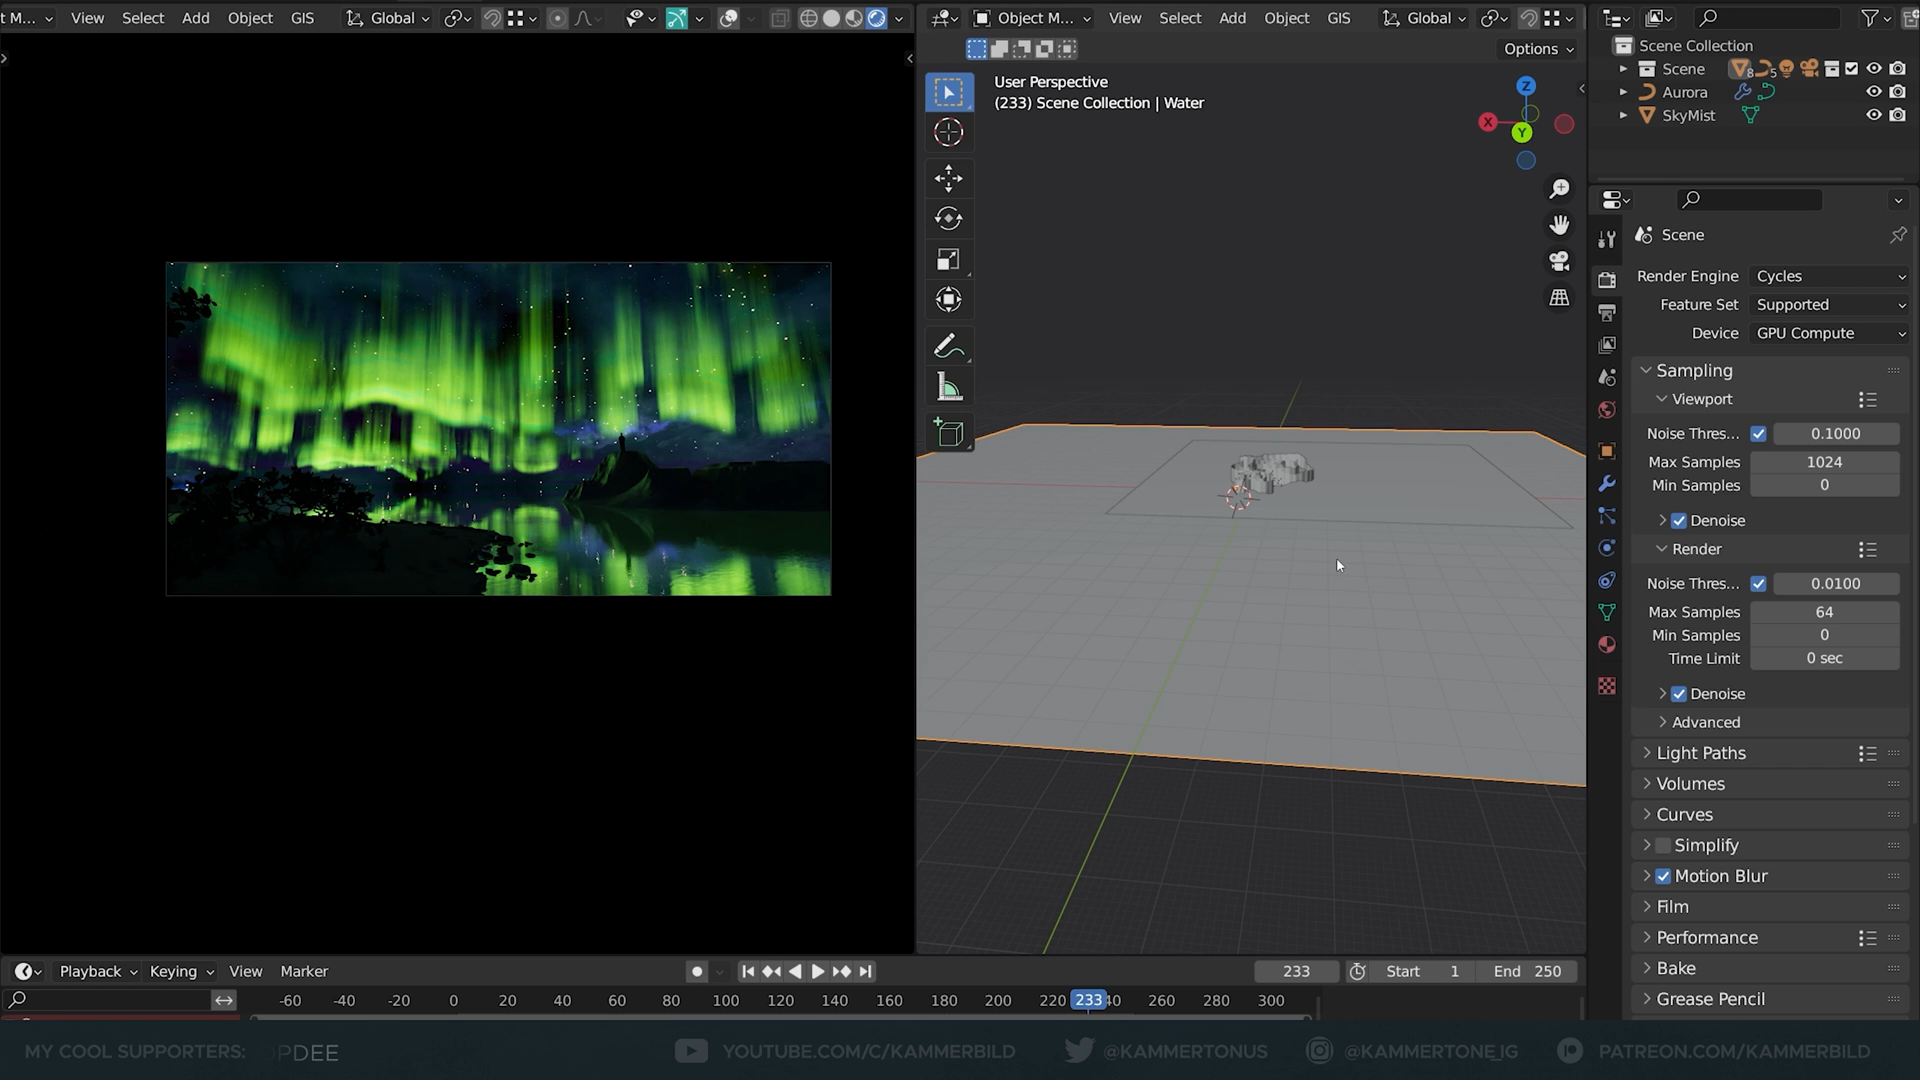 t M...
View Select Add Object GIS Global
Object M... View Select Add Object GIS Global
Options
User Perspective
(233) Scene Collection | Water
Z
X
Y
Scene Collection
Scene 8 5
Aurora
SkyMist
Scene
Render Engine Cycles
Feature Set Supported
Device GPU Compute
Sampling
Viewport
Noise Thres... 0.1000
Max Samples 1024
Min Samples 0
Denoise
Render
Noise Thres... 0.0100
Max Samples 64
Min Samples 0
Time Limit 0 sec
Denoise
Advanced
Light Paths
Volumes
Curves
Simplify
Motion Blur
Film
Performance
Bake
Grease Pencil
Playback Keying View Marker
233 Start 1 End 250
-60 -40 -20 0 20 40 60 80 100 120 140 160 180 200 220 233 40 260 280 300
MY COOL SUPPORTERS: PDEE YOUTUBE.COM/C/KAMMERBILD @KAMMERTONUS @KAMMERTONE_IG PATREON.COM/KAMMERBILD